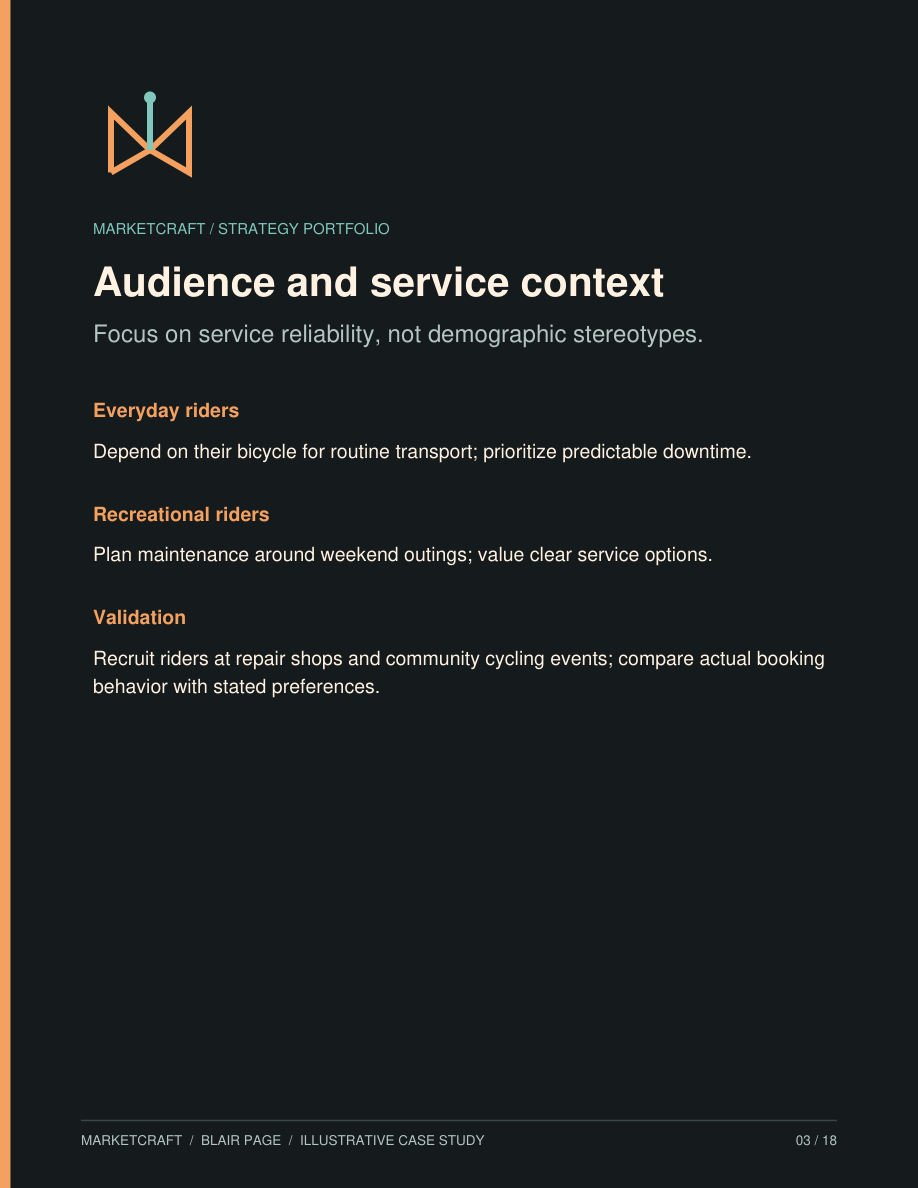 MARKETCRAFT / STRATEGY PORTFOLIO
Audience and service context
Focus on service reliability, not demographic stereotypes.
Everyday riders
Depend on their bicycle for routine transport; prioritize predictable downtime.
Recreational riders
Plan maintenance around weekend outings; value clear service options.
Validation
Recruit riders at repair shops and community cycling events; compare actual booking
behavior with stated preferences.
MARKETCRAFT / BLAIR PAGE / ILLUSTRATIVE CASE STUDY
03 / 18